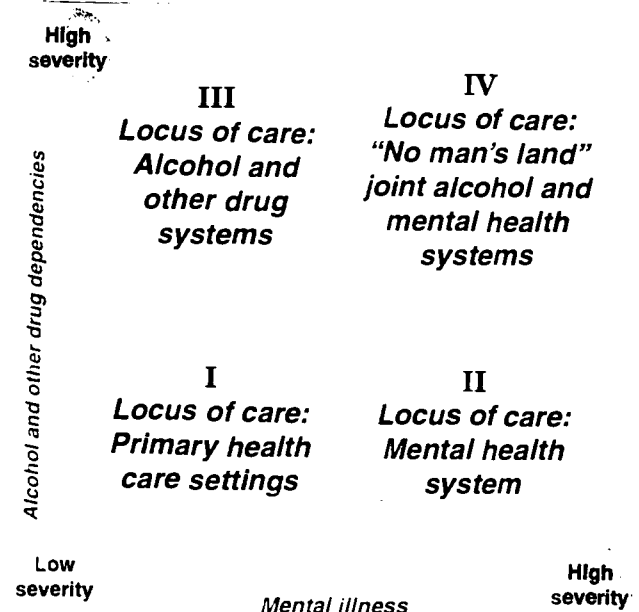 High
severity
III
Locus of care:
Alcohol and
other drug
systems
IV
Locus of care:
"No man's land"
joint alcohol and
mental health
systems
Alcohol and other drug dependencies
I
Locus of care:
Primary health
care settings
II
Locus of care:
Mental health
system
Low
severity
Mental illness
High
severity